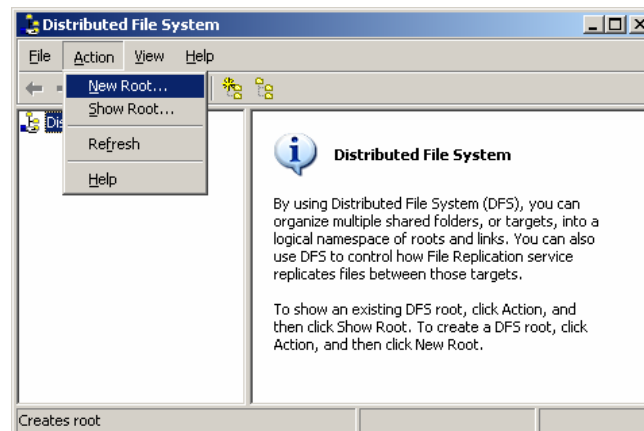 Distributed File System
File Action View Help
New Root...
Show Root...
Refresh
Help
Distributed File System
By using Distributed File System (DFS), you can
organize multiple shared folders, or targets, into a
logical namespace of roots and links. You can also
use DFS to control how File Replication service
replicates files between those targets.
To show an existing DFS root, click Action, and
then click Show Root. To create a DFS root, click
Action, and then click New Root.
Creates root